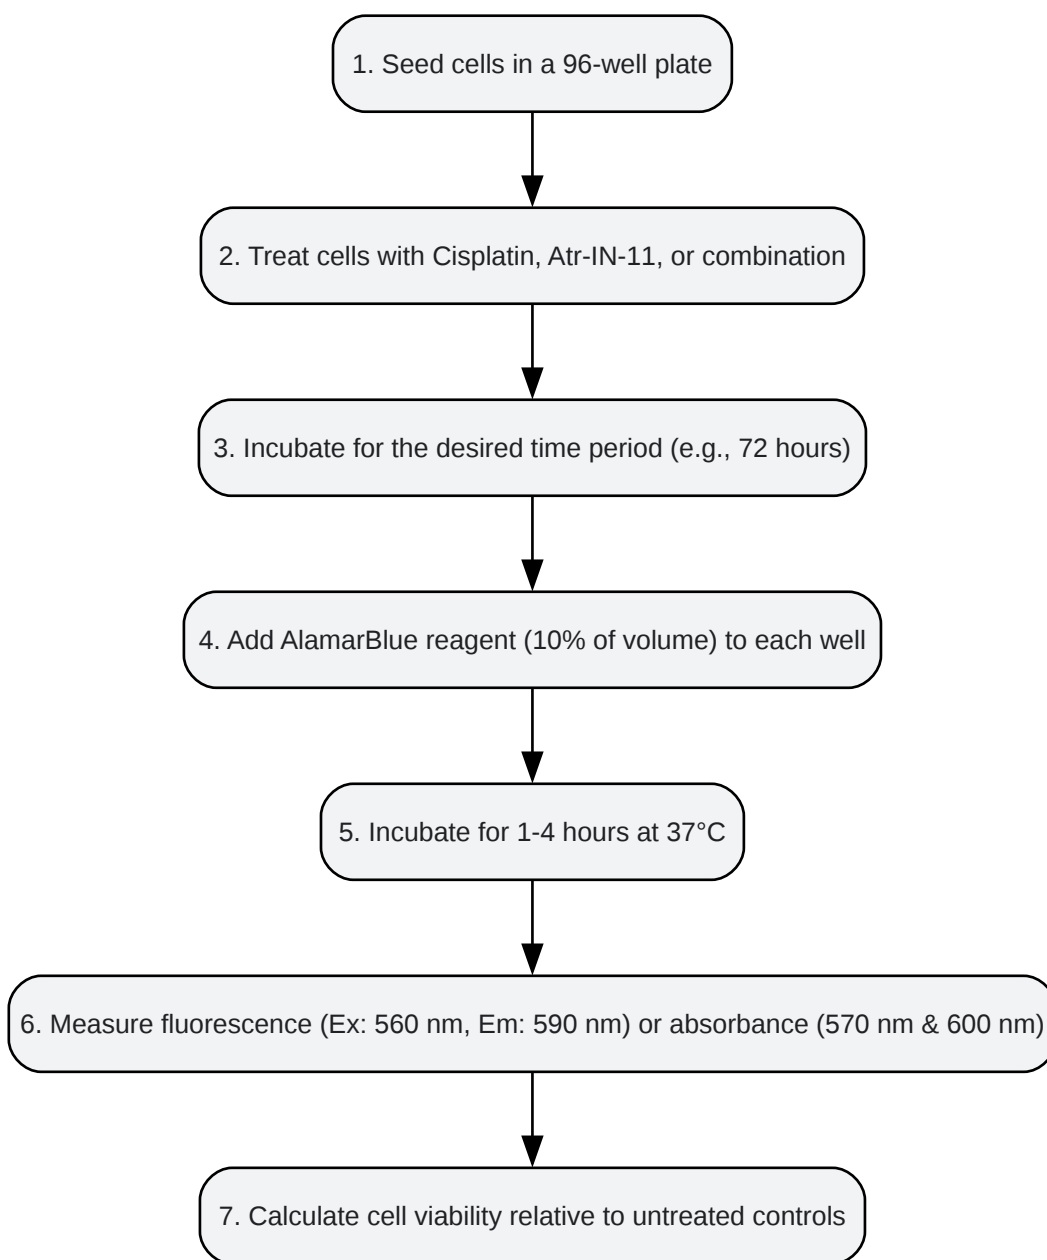 1. Seed cells in a 96-well plate
2. Treat cells with Cisplatin, Atr-IN-11, or combination
3. Incubate for the desired time period (e.g., 72 hours)
4. Add AlamarBlue reagent (10% of volume) to each well
5. Incubate for 1-4 hours at 37°C
6. Measure fluorescence (Ex: 560 nm, Em: 590 nm) or absorbance (570 nm & 600 nm)
7. Calculate cell viability relative to untreated controls